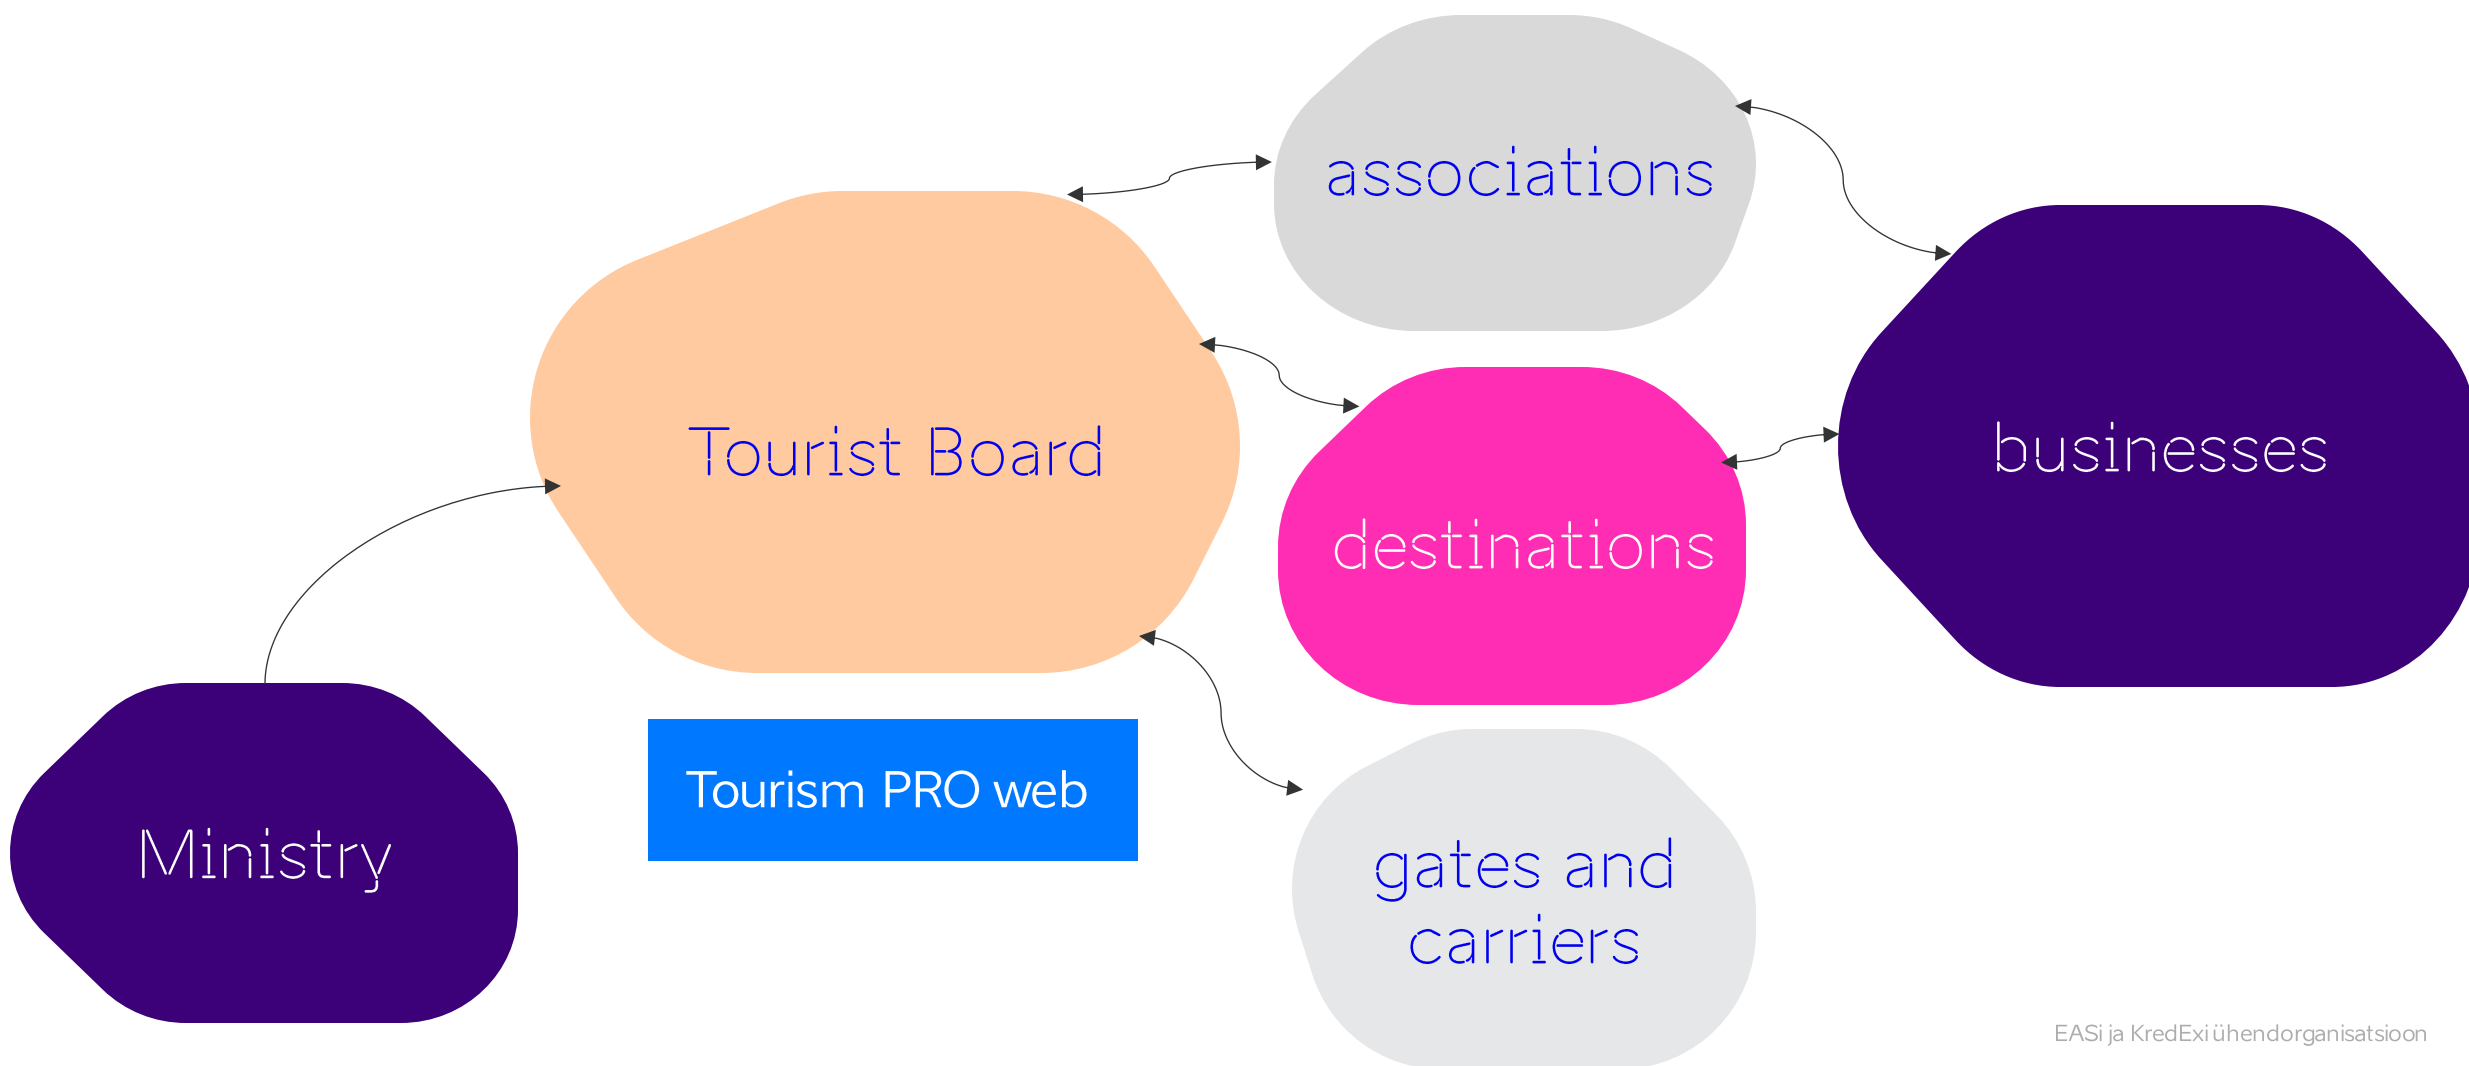 associations
Tourist Board
businesses
destinations
Tourism PRO web
Ministry
gates and
carriers
EASi ja KredExi ühendorganisatsioon